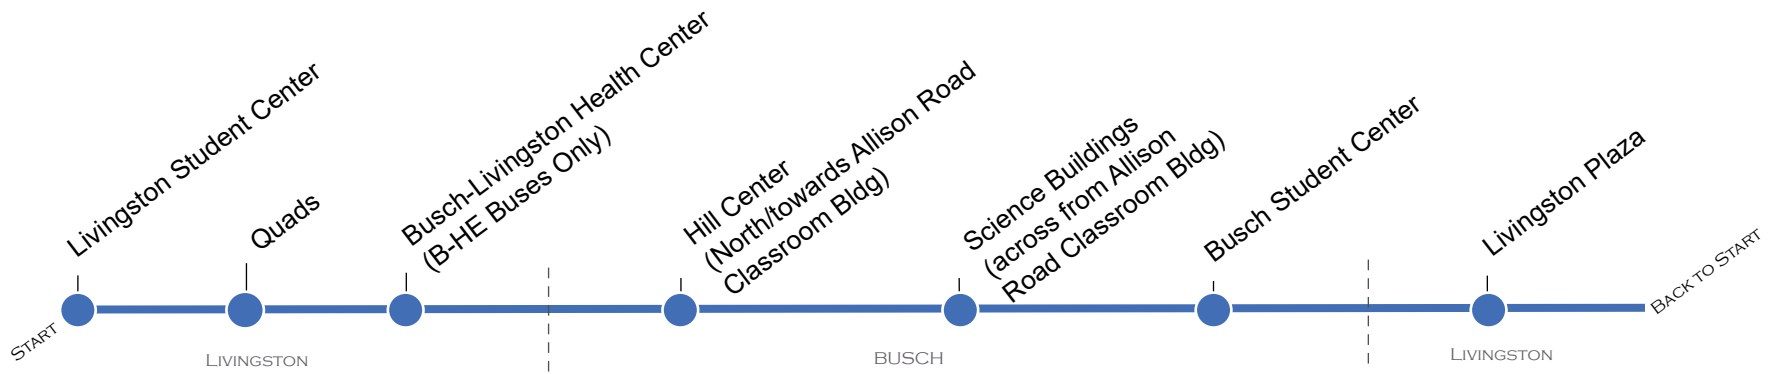 Livingston Student Center
Quads
Busch-Livingston Health Center
(B-HE Buses Only)
Hill Center
(North/towards Allison Road
Classroom Bldg)
Science Buildings
(across from Allison
Road Classroom Bldg)
Busch Student Center
Livingston Plaza
START
BACK TO START
LIVINGSTON
BUSCH
LIVINGSTON